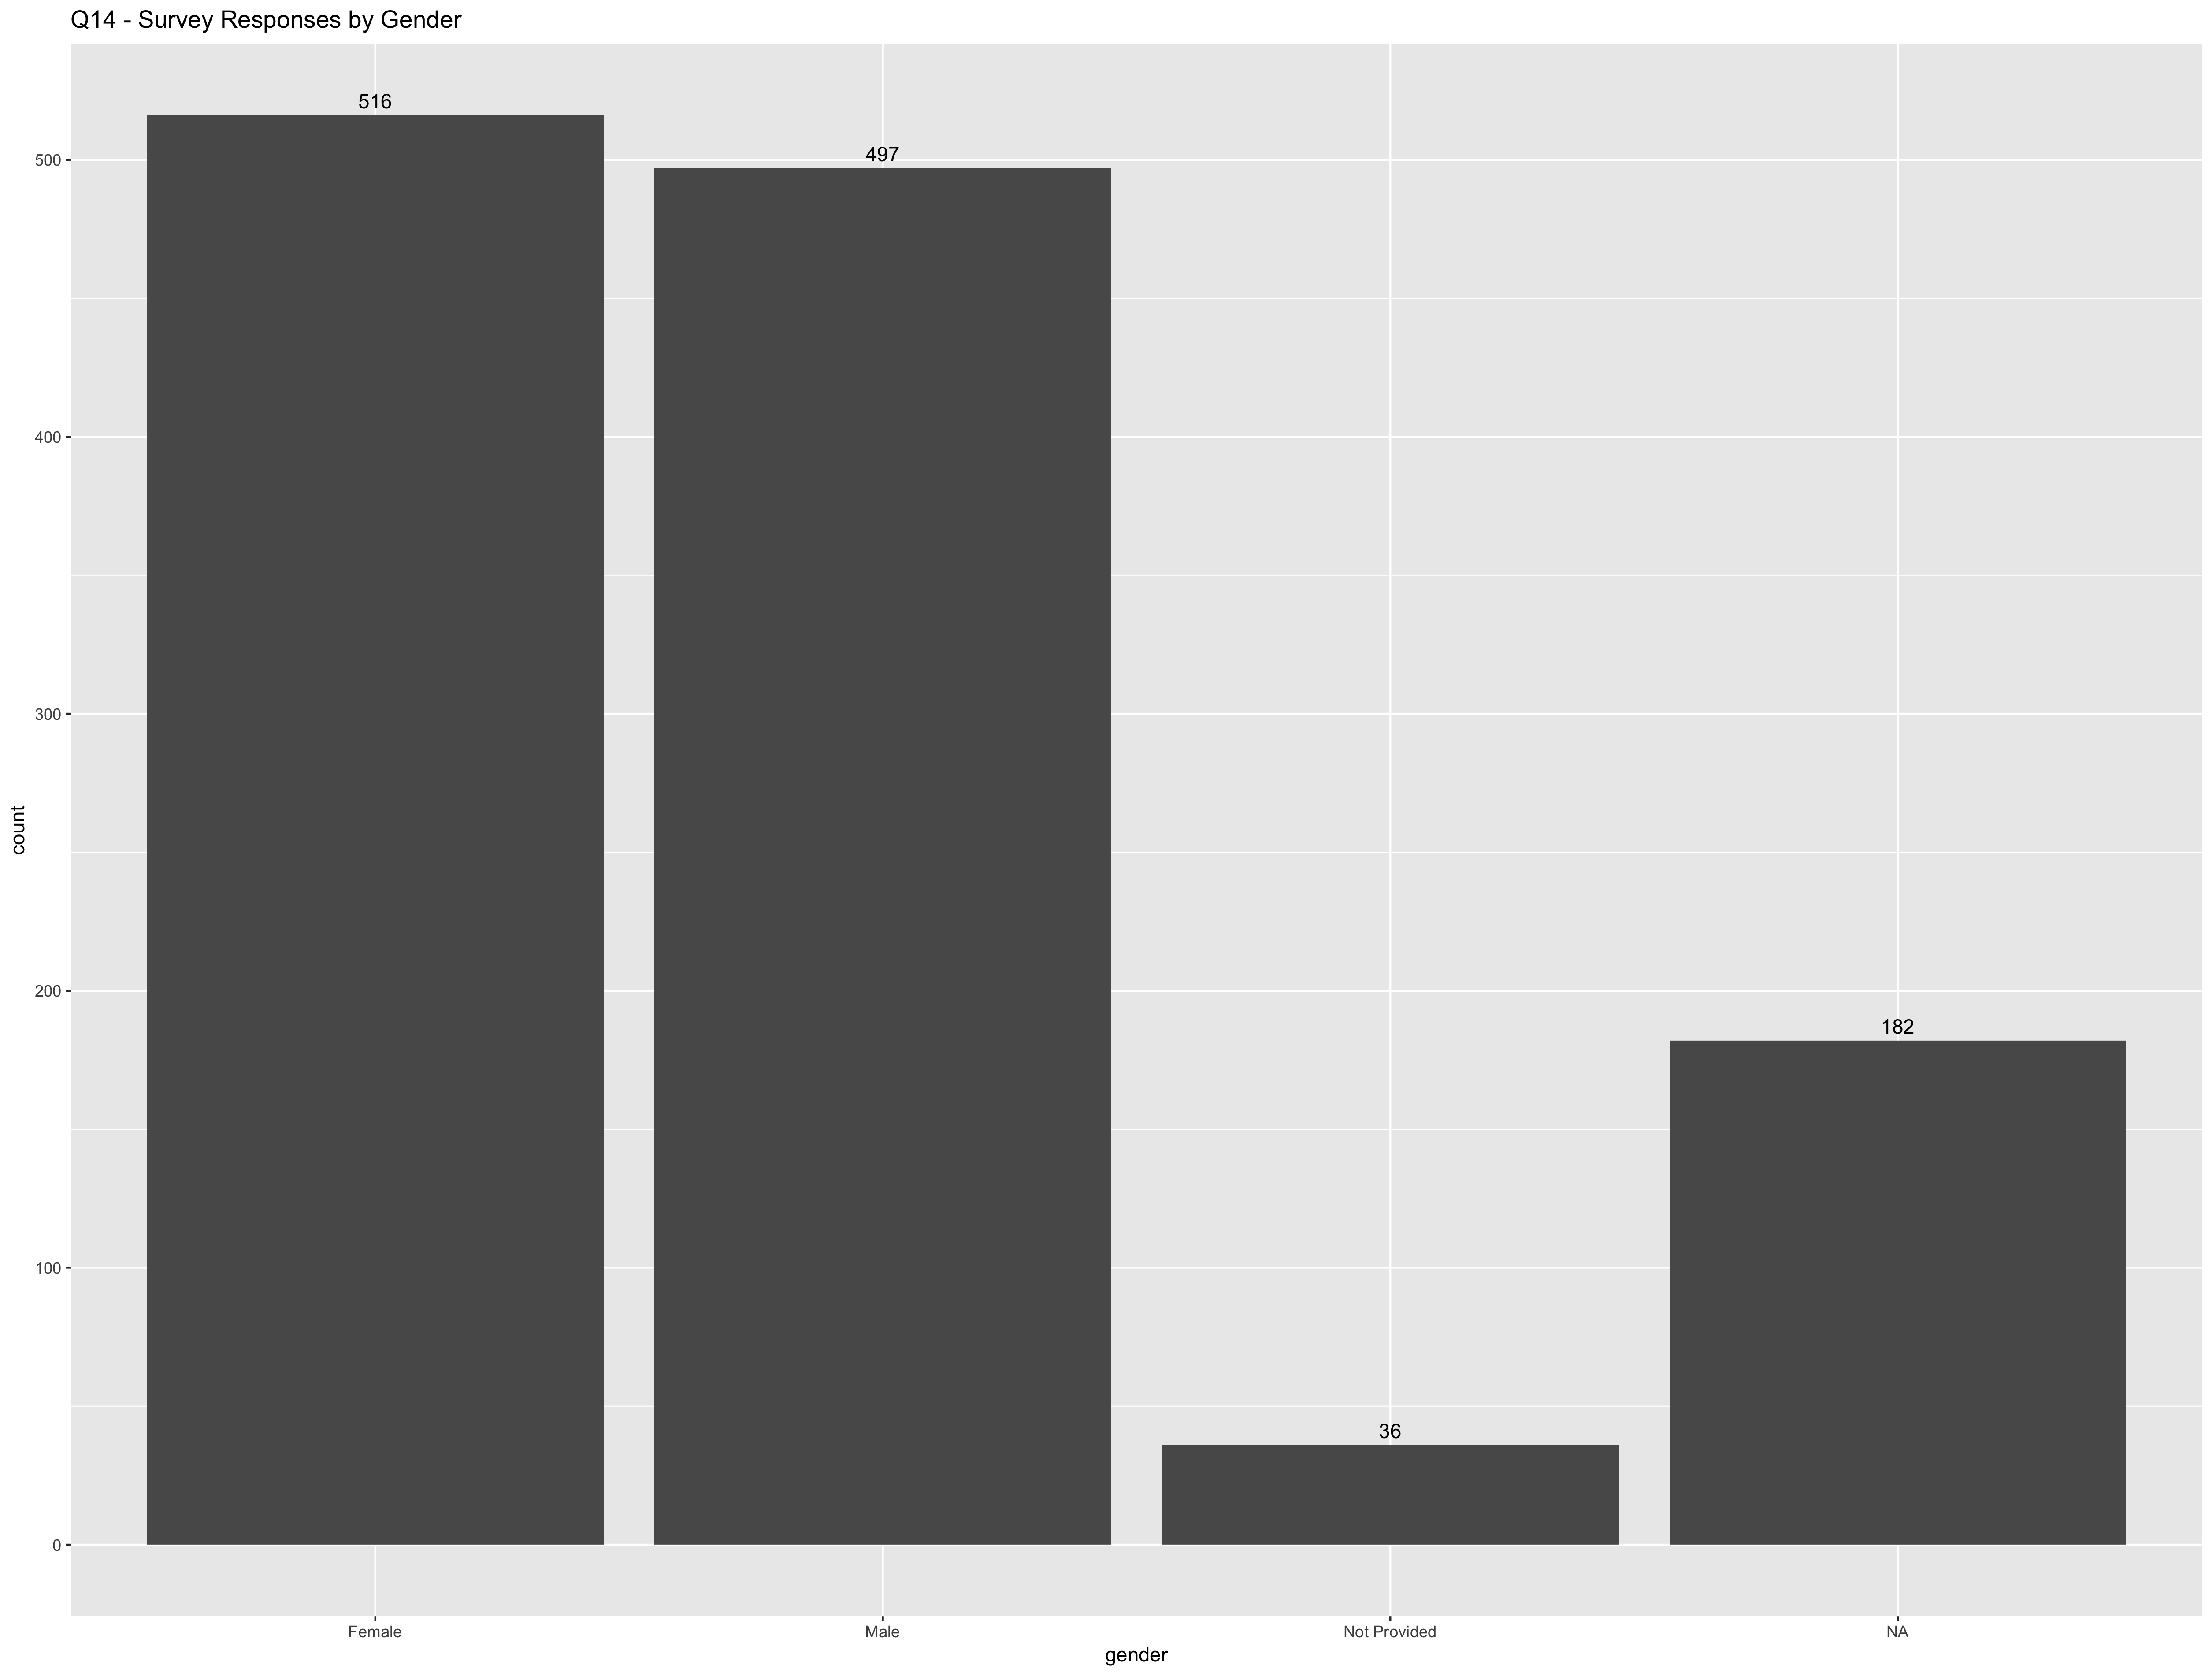 Q14 - Survey Responses by Gender
516
497
36
182
500
400
300
200
100
0
count
Female
Male
Not Provided
NA
gender